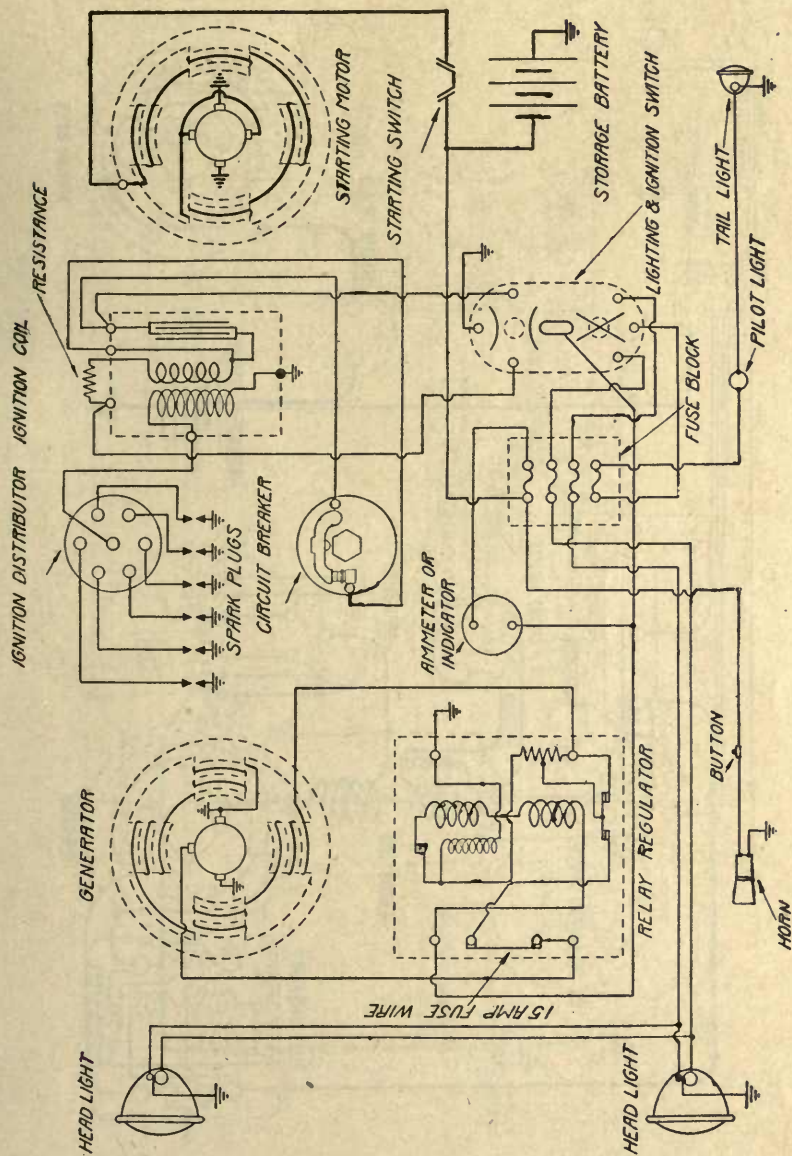 IGNITION DISTRIBUTOR
IGNITION COIL
RESISTANCE
STARTING MOTOR
STARTING SWITCH
STORAGE BATTERY
LIGHTING & IGNITION SWITCH
TAIL LIGHT
PILOT LIGHT
FUSE BLOCK
SPARK PLUGS
CIRCUIT BREAKER
AMMETER OR
INDICATOR
GENERATOR
RELAY REGULATOR
15 AMP FUSE WIRE
BUTTON
HORN
HEAD LIGHT
HEAD LIGHT